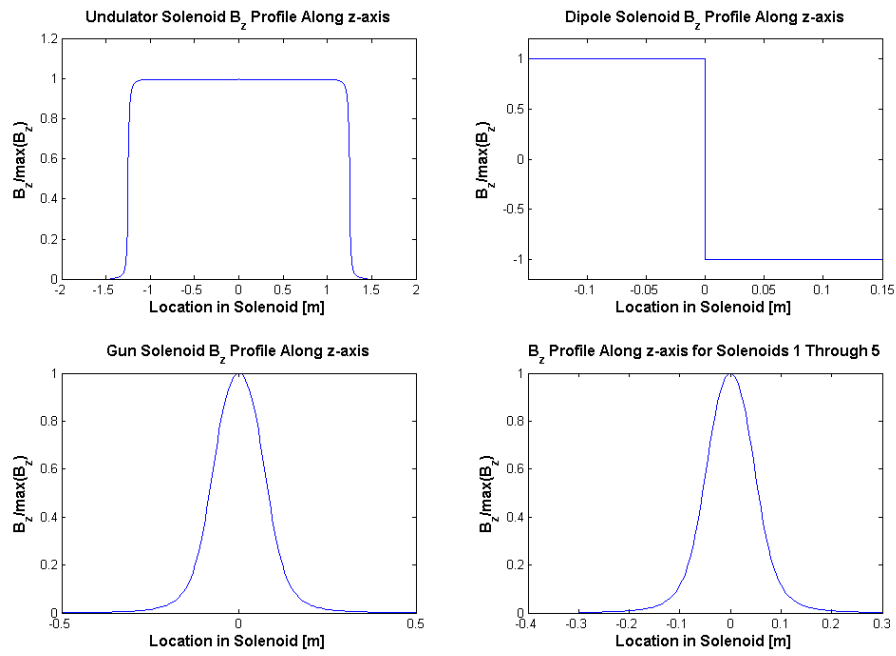 Undulator Solenoid B_z Profile Along z-axis
B_z/max(B_z)
1
0.8
0.6
0.4
0.2
0
-2 -1.5 -1 -0.5 0 0.5 1 1.5 2
Location in Solenoid [m]
Dipole Solenoid B_z Profile Along z-axis
B_z/max(B_z)
1
0.5
0
-0.5
-1
-0.1 -0.05 0 0.05 0.1 0.15
Location in Solenoid [m]
Gun Solenoid B_z Profile Along z-axis
B_z/max(B_z)
1
0.8
0.6
0.4
0.2
0
-0.5 0 0.5
Location in Solenoid [m]
B_z Profile Along z-axis for Solenoids 1 Through 5
B_z/max(B_z)
1
0.8
0.6
0.4
0.2
0
-0.4 -0.3 -0.2 -0.1 0 0.1 0.2 0.3
Location in Solenoid [m]